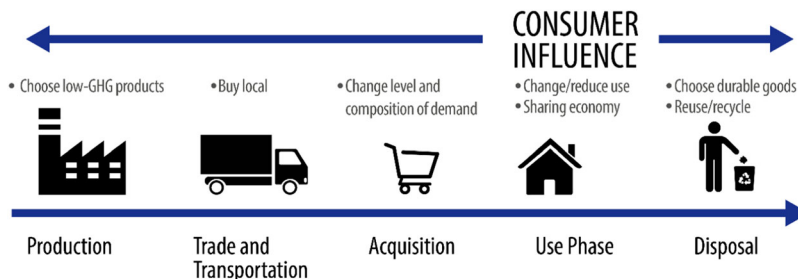 CONSUMER
INFLUENCE
• Choose low-GHG products
• Buy local
• Change level and
composition of demand
• Change/reduce use
• Sharing economy
• Choose durable goods
• Reuse/recycle
Production
Trade and
Transportation
Acquisition
Use Phase
Disposal